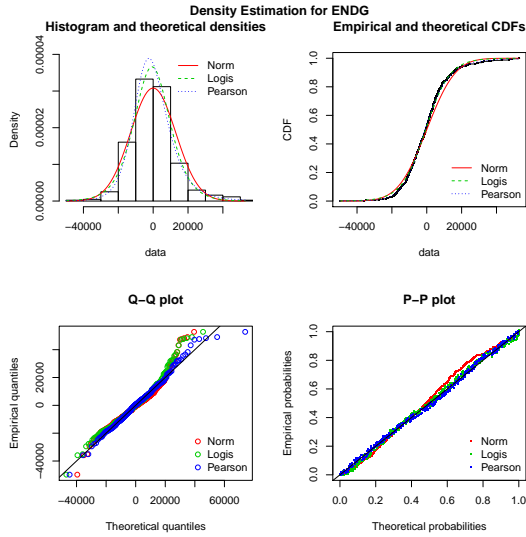 Density Estimation for ENDG
Histogram and theoretical densities
Density
0.00000
0.00002
0.00004
−40000
0
20000
data
Norm
Logis
Pearson
Empirical and theoretical CDFs
CDF
0.0
0.2
0.4
0.6
0.8
1.0
−40000
0
20000
data
Norm
Logis
Pearson
Q−Q plot
Empirical quantiles
−40000
0
20000
−40000
0
20000
60000
Theoretical quantiles
Norm
Logis
Pearson
P−P plot
Empirical probabilities
0.0
0.2
0.4
0.6
0.8
1.0
0.0
0.2
0.4
0.6
0.8
1.0
Theoretical probabilities
Norm
Logis
Pearson